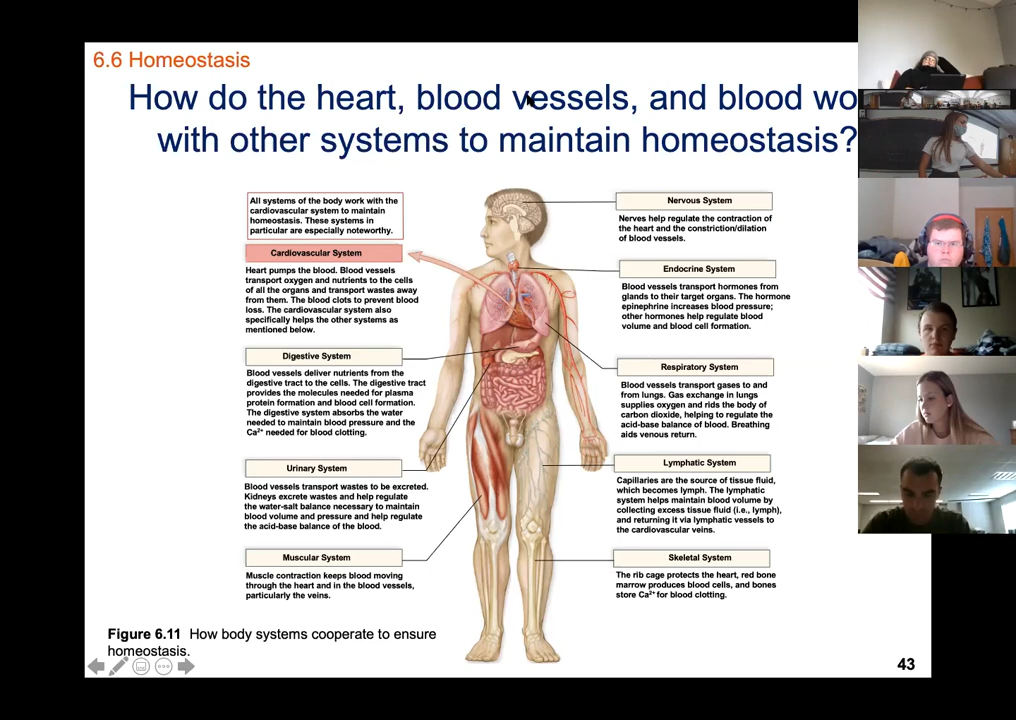 6.6 Homeostasis
How do the heart, blood vessels, and blood wo
with other systems to maintain homeostasis?
All systems of the body work with the
cardiovascular system to maintain
homeostasis. These systems in
particular are especially noteworthy.
Cardiovascular System
Heart pumps the blood. Blood vessels
transport oxygen and nutrients to the cells
of all the organs and transport wastes away
from them. The blood clots to prevent blood
loss. The cardiovascular system also
specifically helps the other systems as
mentioned below.
Digestive System
Blood vessels deliver nutrients from the
digestive tract to the cells. The digestive tract
provides the molecules needed for plasma
protein formation and blood cell formation.
The digestive system absorbs the water
needed to maintain blood pressure and the
Ca²⁺ needed for blood clotting.
Urinary System
Blood vessels transport wastes to be excreted.
Kidneys excrete wastes and help regulate
the water-salt balance necessary to maintain
blood volume and pressure and help regulate
the acid-base balance of the blood.
Muscular System
Muscle contraction keeps blood moving
through the heart and in the blood vessels,
particularly the veins.
Nervous System
Nerves help regulate the contraction of
the heart and the constriction/dilation
of blood vessels.
Endocrine System
Blood vessels transport hormones from
glands to their target organs. The hormone
epinephrine increases blood pressure;
other hormones help regulate blood
volume and blood cell formation.
Respiratory System
Blood vessels transport gases to and
from lungs. Gas exchange in lungs
supplies oxygen and rids the body of
carbon dioxide, helping to regulate the
acid-base balance of blood. Breathing
aids venous return.
Lymphatic System
Capillaries are the source of tissue fluid,
which becomes lymph. The lymphatic
system helps maintain blood volume by
collecting excess tissue fluid (i.e., lymph),
and returning it via lymphatic vessels to
the cardiovascular veins.
Skeletal System
The rib cage protects the heart, red bone
marrow produces blood cells, and bones
store Ca²⁺ for blood clotting.
Figure 6.11 How body systems cooperate to ensure
homeostasis.
43